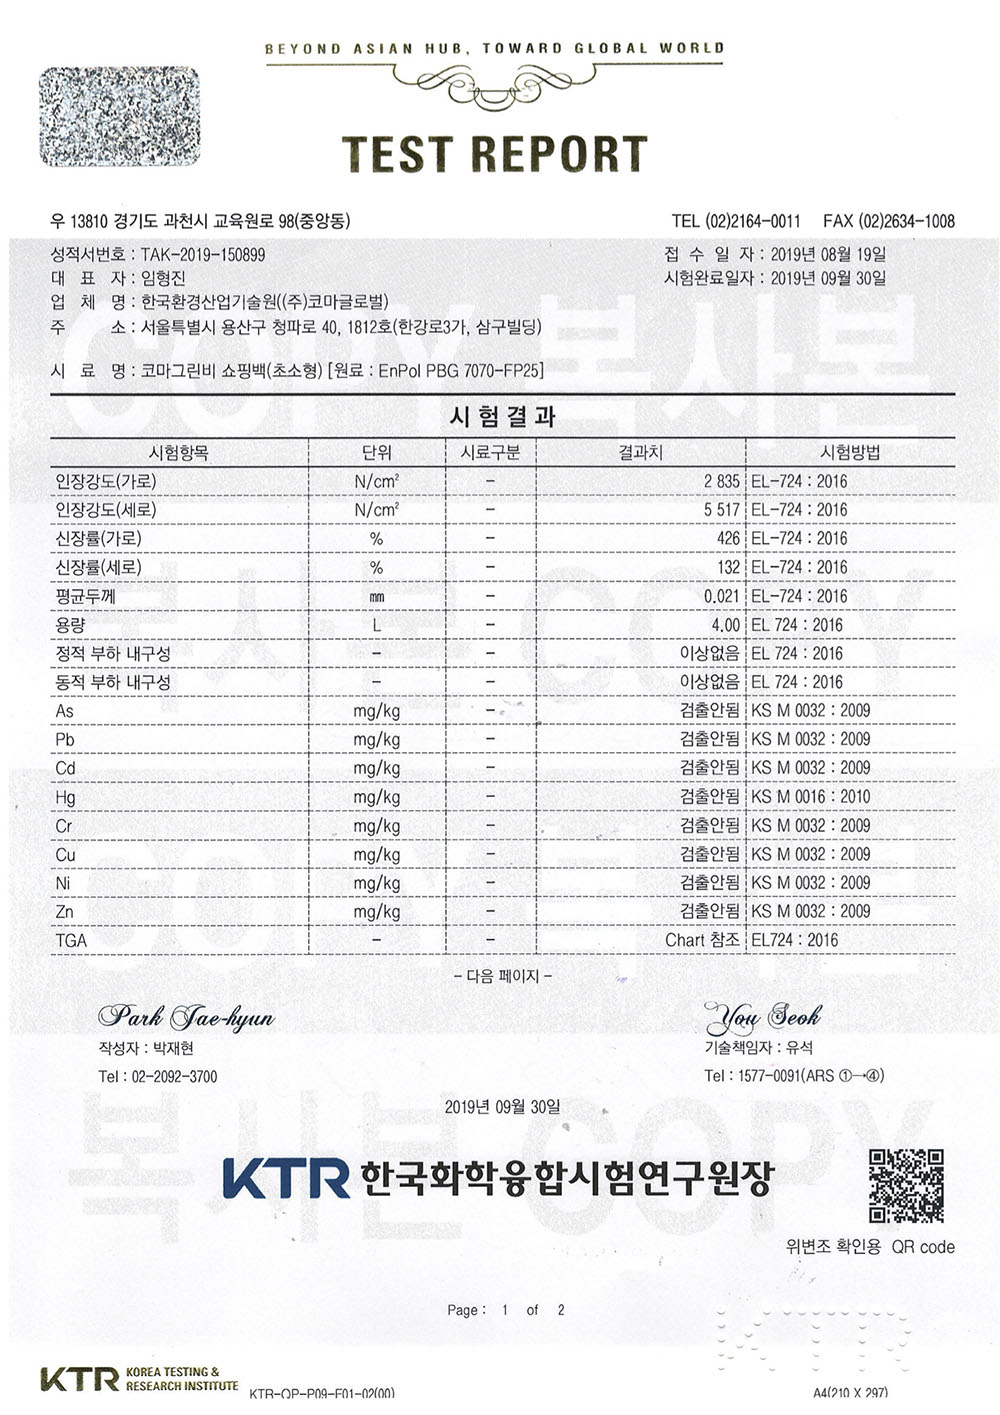 BEYOND ASIAN HUB, TOWARD GLOBAL WORLD
TEST REPORT
우 13810 경기도 과천시 교육원로 98(중앙동) TEL (02)2164-0011 FAX (02)2634-1008
성적서번호 : TAK-2019-150899 접 수 일 자 : 2019년 08월 19일
대 표 자 : 임형진 시험완료일자 : 2019년 09월 30일
업 체 명 : 한국환경산업기술원((주)코마글로벌)
주 소 : 서울특별시 용산구 청파로 40, 1812호(한강로3가, 삼구빌딩)
시 료 명 : 코마그린비 쇼핑백(초소형) [원료 : EnPol PBG 7070-FP25]
COPY 복사본
시 험 결 과
시험항목 단위 시료구분 결과치 시험방법
인장강도(가로) N/cm² - 2 835 EL-724 : 2016
인장강도(세로) N/cm² - 5 517 EL-724 : 2016
신장률(가로) % - 426 EL-724 : 2016
신장률(세로) % - 132 EL-724 : 2016
평균두께 ㎜ - 0.021 EL-724 : 2016
용량 L - 4.00 EL 724 : 2016
복사본 COPY
정적 부하 내구성 - - 이상없음 EL 724 : 2016
동적 부하 내구성 - - 이상없음 EL 724 : 2016
As mg/kg - 검출안됨 KS M 0032 : 2009
Pb mg/kg - 검출안됨 KS M 0032 : 2009
Cd mg/kg - 검출안됨 KS M 0032 : 2009
Hg mg/kg - 검출안됨 KS M 0016 : 2010
Cr mg/kg - 검출안됨 KS M 0032 : 2009
Cu mg/kg - 검출안됨 KS M 0032 : 2009
COPY 복사본
Ni mg/kg - 검출안됨 KS M 0032 : 2009
Zn mg/kg - 검출안됨 KS M 0032 : 2009
TGA - - Chart 참조 EL724 : 2016
- 다음 페이지 -
Park Jae-hyun You Seok
작성자 : 박재현 기술책임자 : 유석
Tel : 02-2092-3700 Tel : 1577-0091(ARS ①→④)
2019년 09월 30일
복사본 COPY
KTR 한국화학융합시험연구원장
위변조 확인용 QR code
Page : 1 of 2
KTR
KTR KOREA TESTING &
RESEARCH INSTITUTE
KTR-QP-P09-F01-02(00) A4(210 X 297)